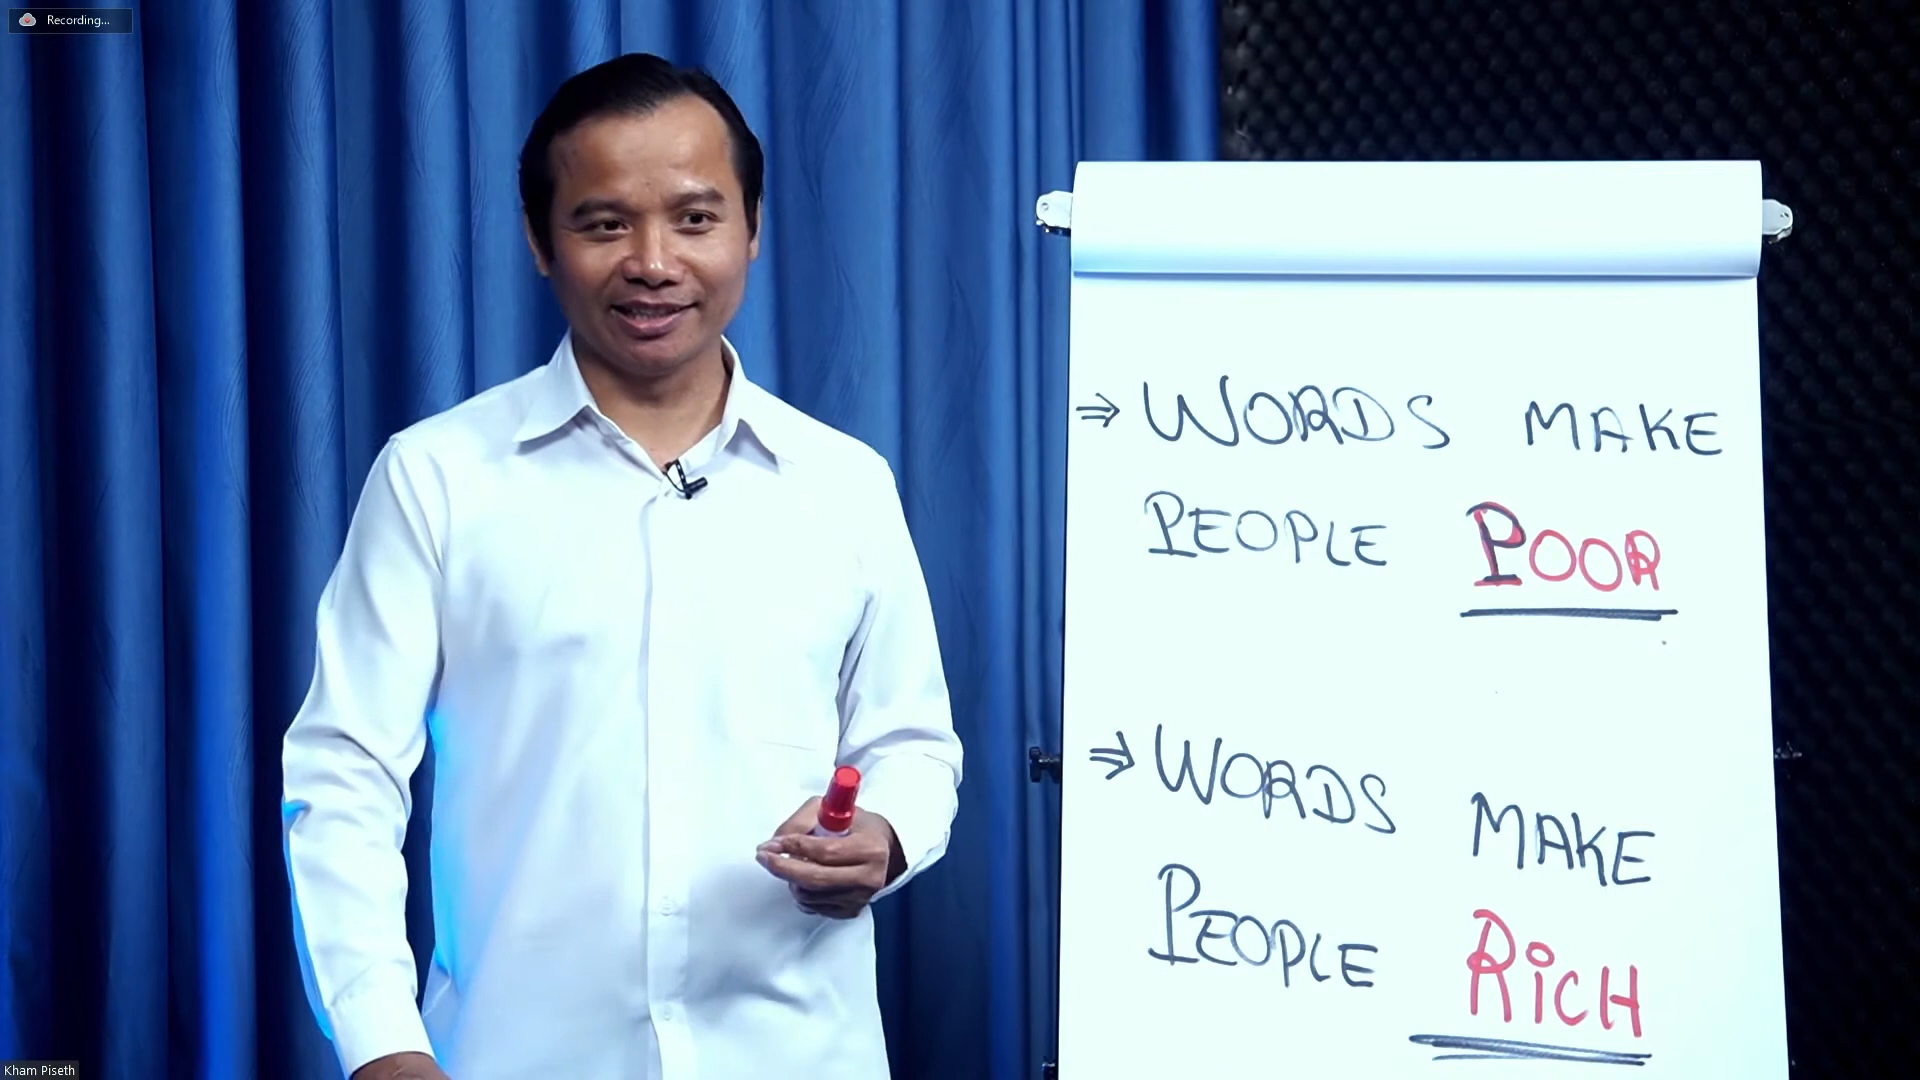 Recording...
⇒ WORDS MAKE
PEOPLE POOR
⇒ WORDS MAKE
PEOPLE RiCH
Kham Piseth